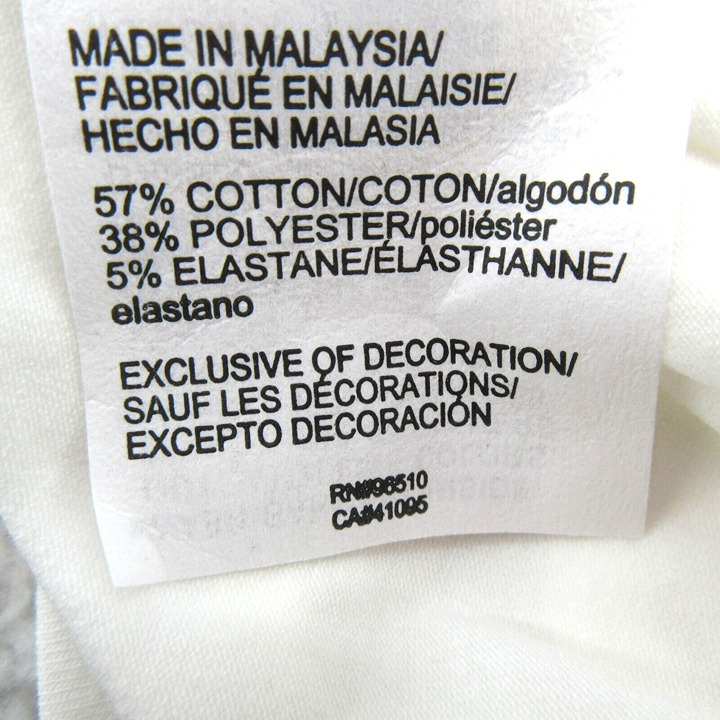 MADE IN MALAYSIA/
FABRIQUÉ EN MALAISIE/
HECHO EN MALASIA
57% COTTON/COTON/algodón
38% POLYESTER/poliéster
5% ELASTANE/ÉLASTHANNE/
elastano
EXCLUSIVE OF DECORATION/
SAUF LES DÉCORATIONS/
EXCEPTO DECORACIÓN
RN#96510
CA#41095